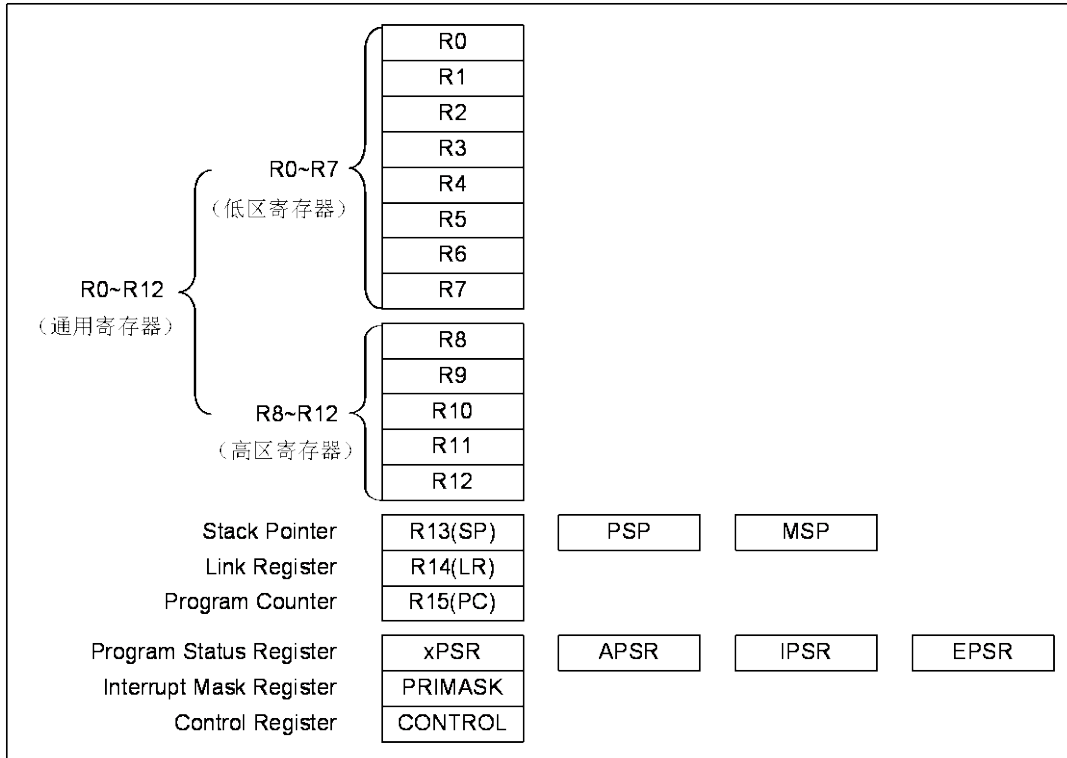 R0
R1
R2
R3
R0~R7
R4
（低区寄存器）
R5
R6
R0~R12
R7
（通用寄存器）
R8
R9
R8~R12
R10
（高区寄存器）
R11
R12
Stack Pointer R13(SP) PSP MSP
Link Register R14(LR)
Program Counter R15(PC)
Program Status Register xPSR APSR IPSR EPSR
Interrupt Mask Register PRIMASK
Control Register CONTROL